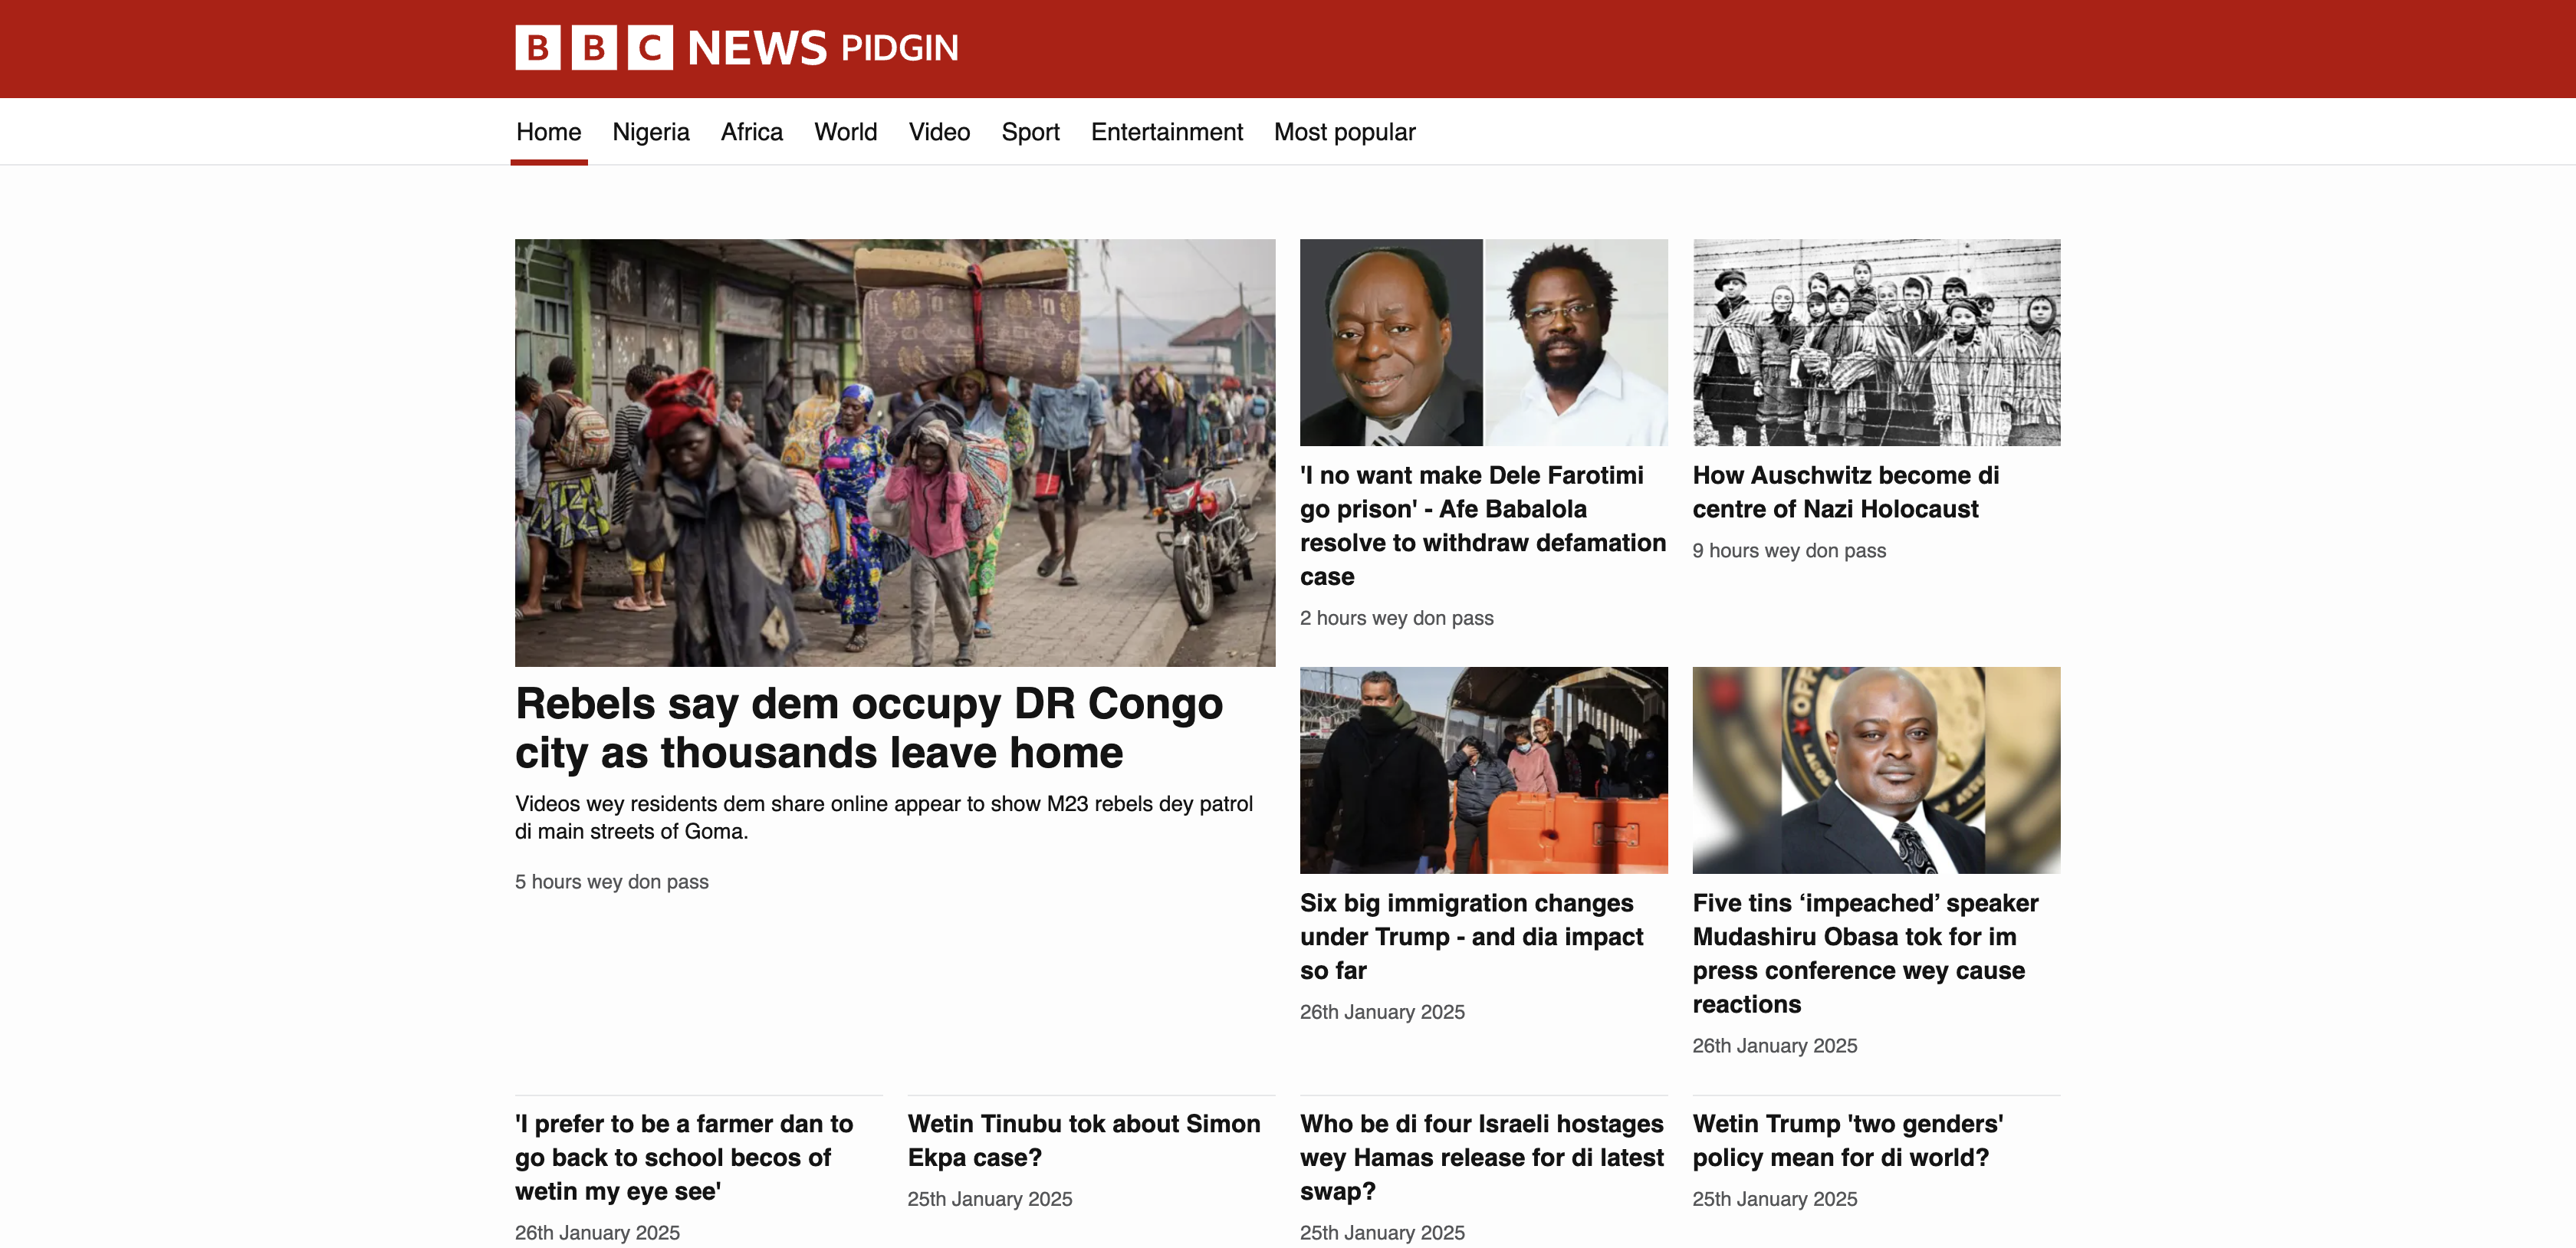 BBC NEWS PIDGIN
Home Nigeria Africa World Video Sport Entertainment Most popular
Rebels say dem occupy DR Congo
city as thousands leave home
Videos wey residents dem share online appear to show M23 rebels dey patrol
di main streets of Goma.
5 hours wey don pass
'I no want make Dele Farotimi
go prison' - Afe Babalola
resolve to withdraw defamation
case
2 hours wey don pass
How Auschwitz become di
centre of Nazi Holocaust
9 hours wey don pass
Six big immigration changes
under Trump - and dia impact
so far
26th January 2025
OFF
LAGOS
ASS
Five tins ‘impeached’ speaker
Mudashiru Obasa tok for im
press conference wey cause
reactions
26th January 2025
'I prefer to be a farmer dan to
go back to school becos of
wetin my eye see'
26th January 2025
Wetin Tinubu tok about Simon
Ekpa case?
25th January 2025
Who be di four Israeli hostages
wey Hamas release for di latest
swap?
25th January 2025
Wetin Trump 'two genders'
policy mean for di world?
25th January 2025